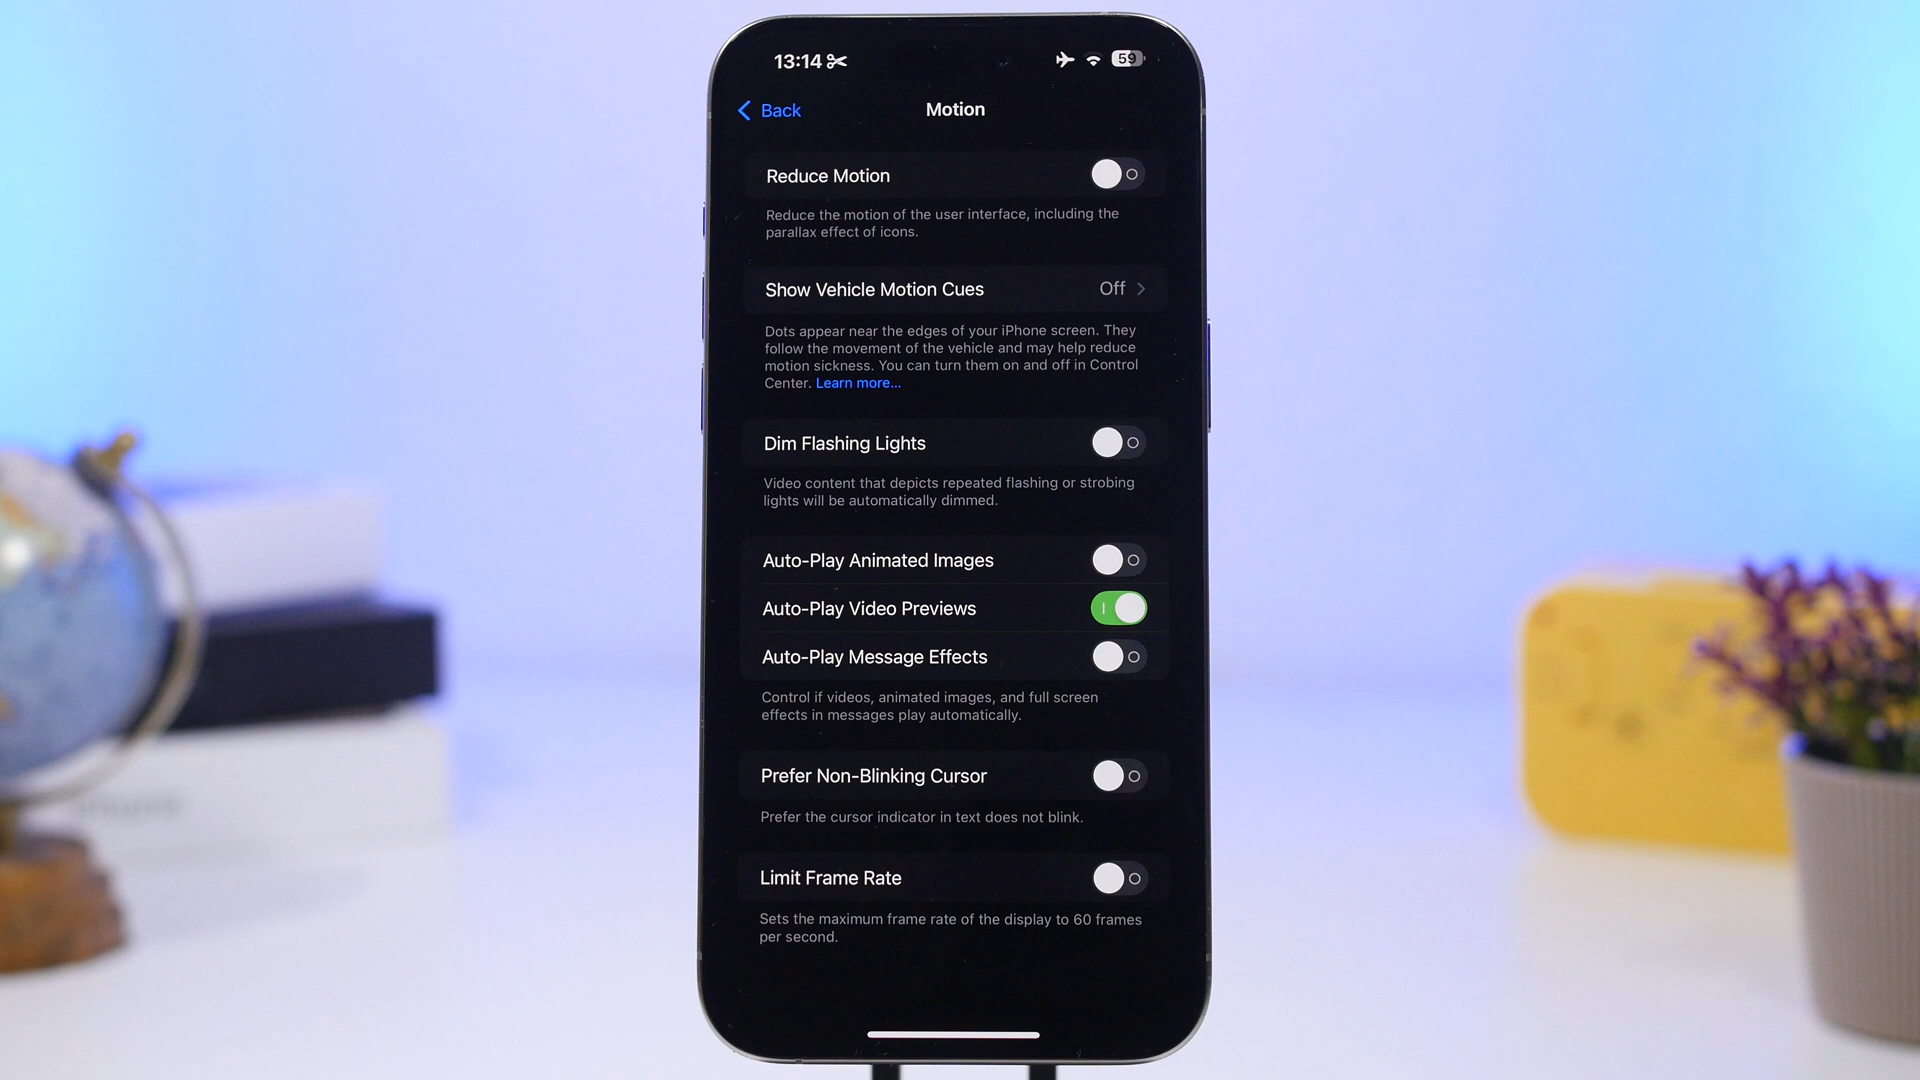 13:14
59
Back
Motion
Reduce Motion
Reduce the motion of the user interface, including the
parallax effect of icons.
Show Vehicle Motion Cues
Off
Dots appear near the edges of your iPhone screen. They
follow the movement of the vehicle and may help reduce
motion sickness. You can turn them on and off in Control
Center. Learn more...
Dim Flashing Lights
Video content that depicts repeated flashing or strobing
lights will be automatically dimmed.
Auto-Play Animated Images
Auto-Play Video Previews
Auto-Play Message Effects
Control if videos, animated images, and full screen
effects in messages play automatically.
Prefer Non-Blinking Cursor
Prefer the cursor indicator in text does not blink.
Limit Frame Rate
Sets the maximum frame rate of the display to 60 frames
per second.